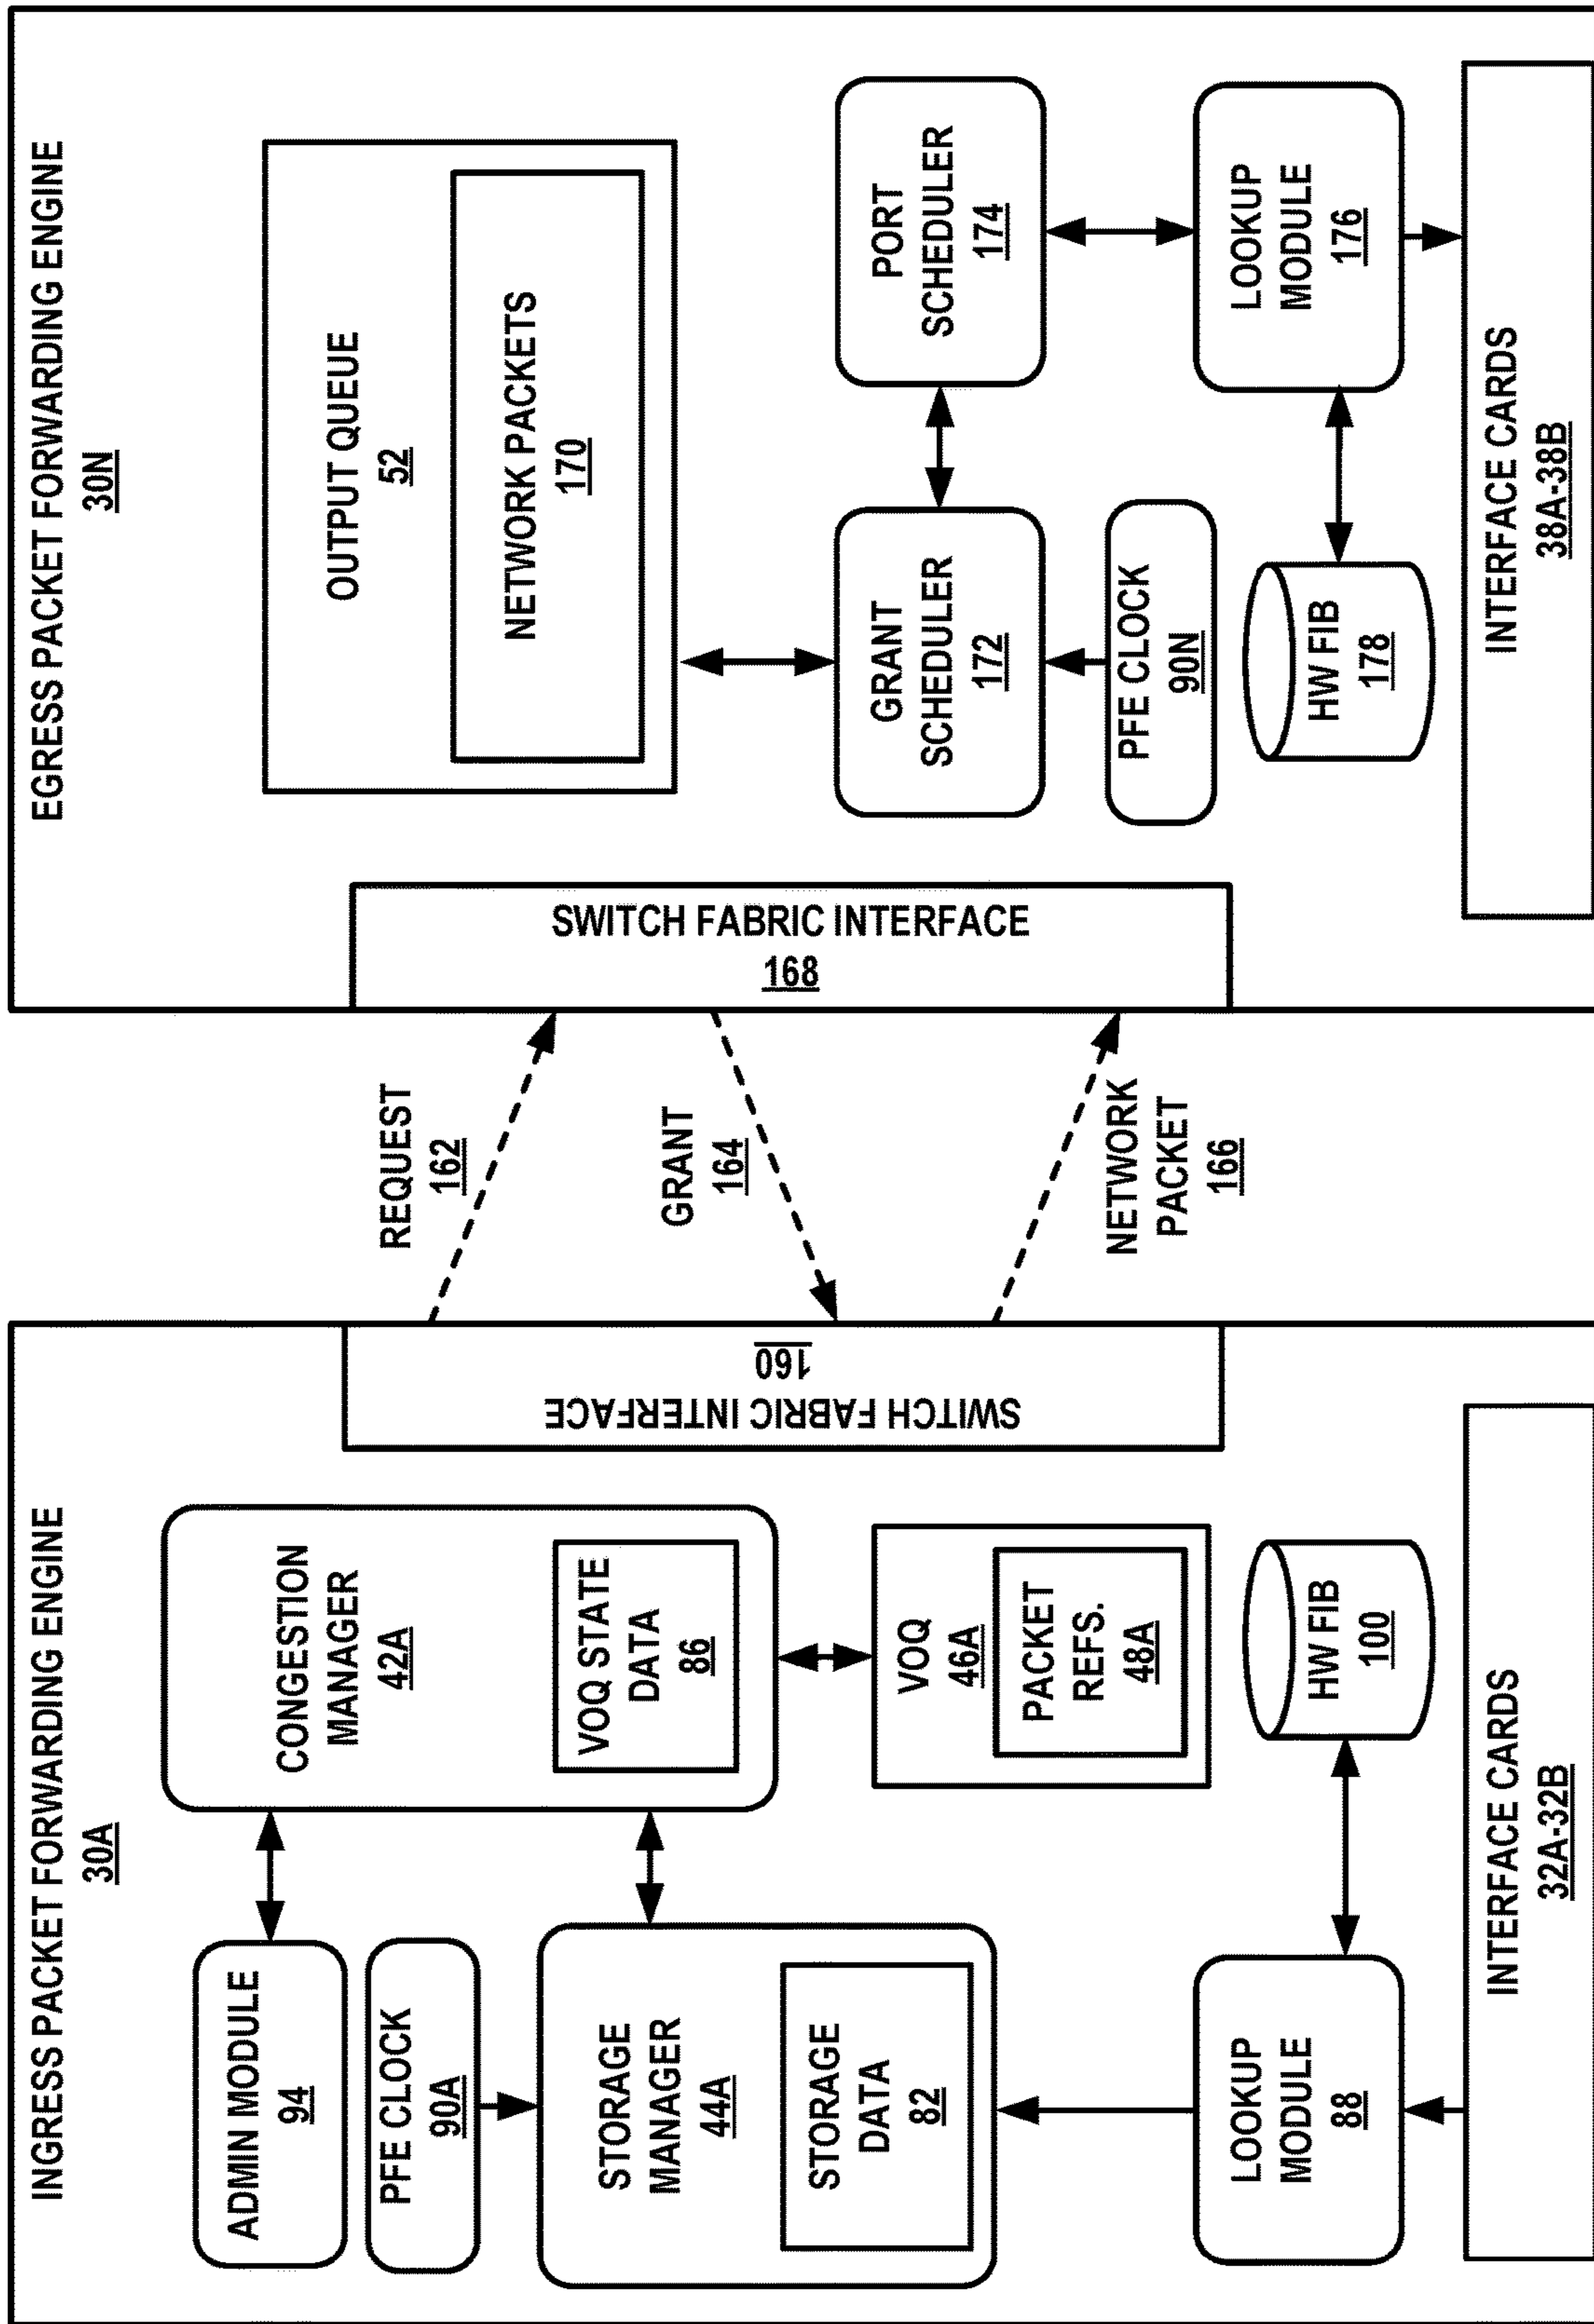 INGRESS PACKET FORWARDING ENGINE
30A
ADMIN MODULE
94
PFE CLOCK
90A
STORAGE
MANAGER
44A
STORAGE
DATA
82
LOOKUP
MODULE
88
CONGESTION
MANAGER
42A
VOQ STATE
DATA
86
VOQ
46A
PACKET
REFS.
48A
HW FIB
100
INTERFACE CARDS
32A-32B
SWITCH FABRIC INTERFACE
160
REQUEST
162
GRANT
164
NETWORK
PACKET
166
EGRESS PACKET FORWARDING ENGINE
30N
SWITCH FABRIC INTERFACE
168
OUTPUT QUEUE
52
NETWORK PACKETS
170
GRANT
SCHEDULER
172
PORT
SCHEDULER
174
PFE CLOCK
90N
HW FIB
178
LOOKUP
MODULE
176
INTERFACE CARDS
38A-38B